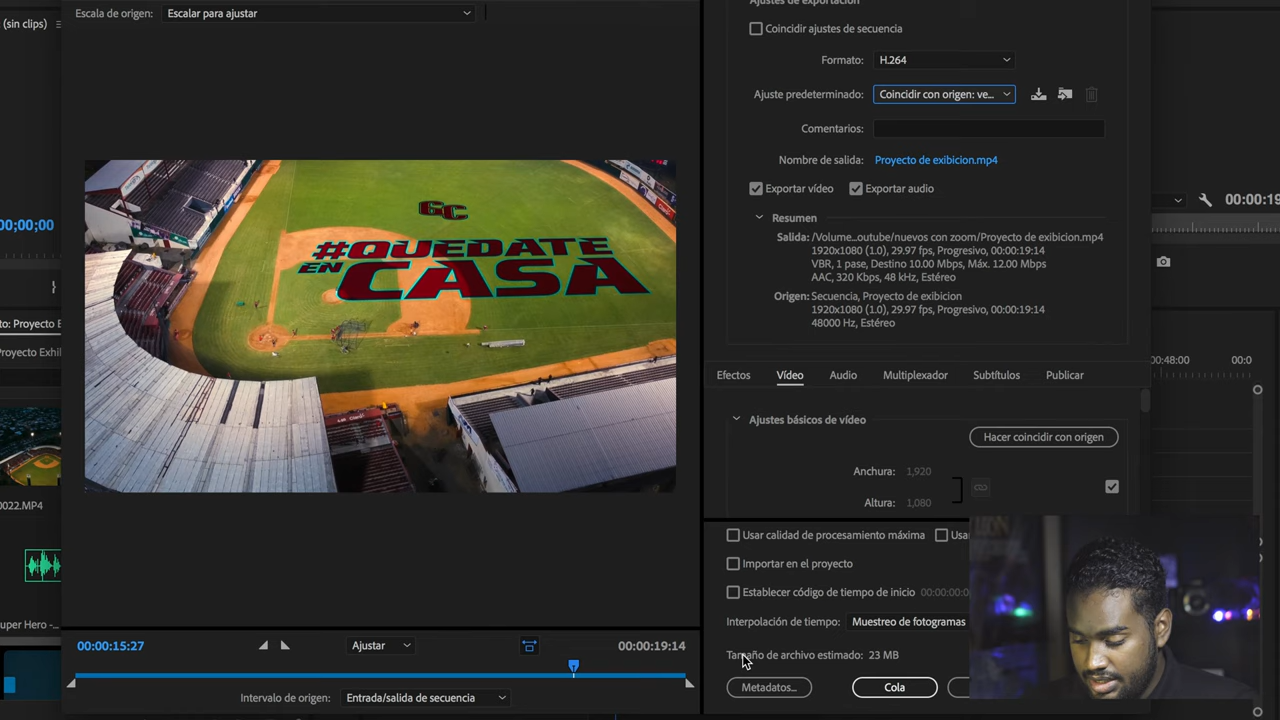 Escala de origen: Escalar para ajustar
(sin clips)
Ajustes de exportación
Coincidir ajustes de secuencia
Formato: H.264
Ajuste predeterminado: Coincidir con origen: ve...
Comentarios:
Nombre de salida: Proyecto de exibicion.mp4
Exportar vídeo Exportar audio
Resumen
Salida: /Volume...outube/nuevos con zoom/Proyecto de exibicion.mp4
1920x1080 (1.0), 29.97 fps, Progresivo, 00:00:19:14
VBR, 1 pase, Destino 10.00 Mbps, Máx. 12.00 Mbps
AAC, 320 Kbps, 48 kHz, Estéreo
Origen: Secuencia, Proyecto de exibicion
1920x1080 (1.0), 29.97 fps, Progresivo, 00:00:19:14
48000 Hz, Estéreo
00:00:19
00;00;00
GC
#QUEDATE
EN CASA
to: Proyecto E
Proyecto Exhil
00:48:00 00:0
Efectos Vídeo Audio Multiplexador Subtítulos Publicar
Ajustes básicos de vídeo
Hacer coincidir con origen
Anchura: 1,920
Altura: 1,080
0022.MP4
uper Hero -
Usar calidad de procesamiento máxima Usa
Importar en el proyecto
Establecer código de tiempo de inicio 00:00:00:0
Interpolación de tiempo: Muestreo de fotogramas
Tamaño de archivo estimado: 23 MB
Metadatos... Cola
00:00:15:27 Ajustar 00:00:19:14
Intervalo de origen: Entrada/salida de secuencia